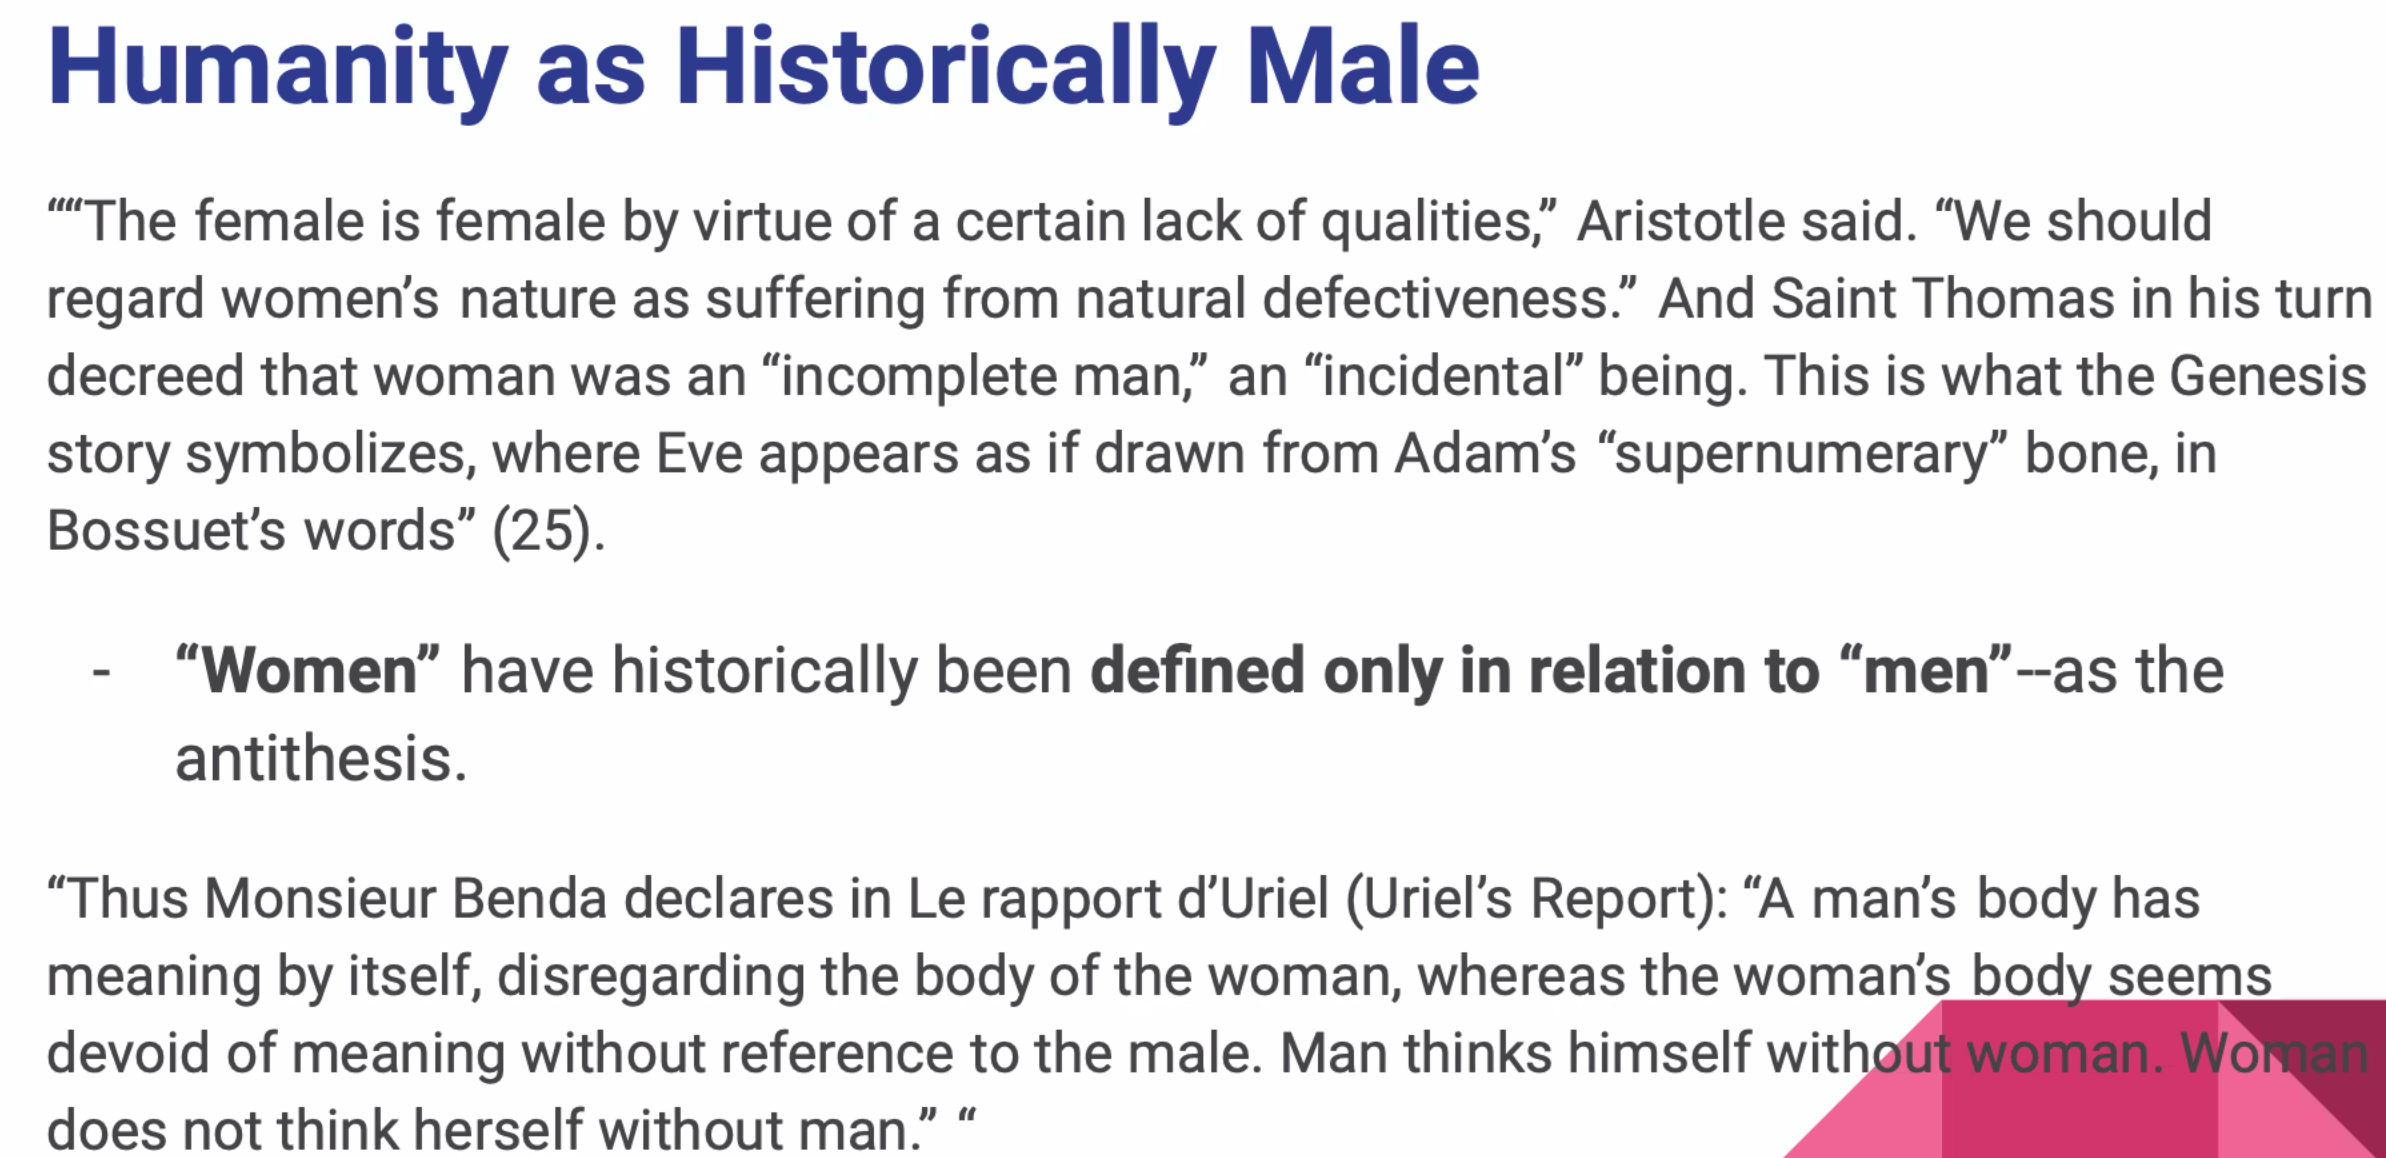 Humanity as Historically Male
““The female is female by virtue of a certain lack of qualities,” Aristotle said. “We should
regard women’s nature as suffering from natural defectiveness.” And Saint Thomas in his turn
decreed that woman was an “incomplete man,” an “incidental” being. This is what the Genesis
story symbolizes, where Eve appears as if drawn from Adam’s “supernumerary” bone, in
Bossuet’s words” (25).
- “Women” have historically been defined only in relation to “men”--as the
antithesis.
“Thus Monsieur Benda declares in Le rapport d’Uriel (Uriel’s Report): “A man’s body has
meaning by itself, disregarding the body of the woman, whereas the woman’s body seems
devoid of meaning without reference to the male. Man thinks himself without woman. Woman
does not think herself without man.” “